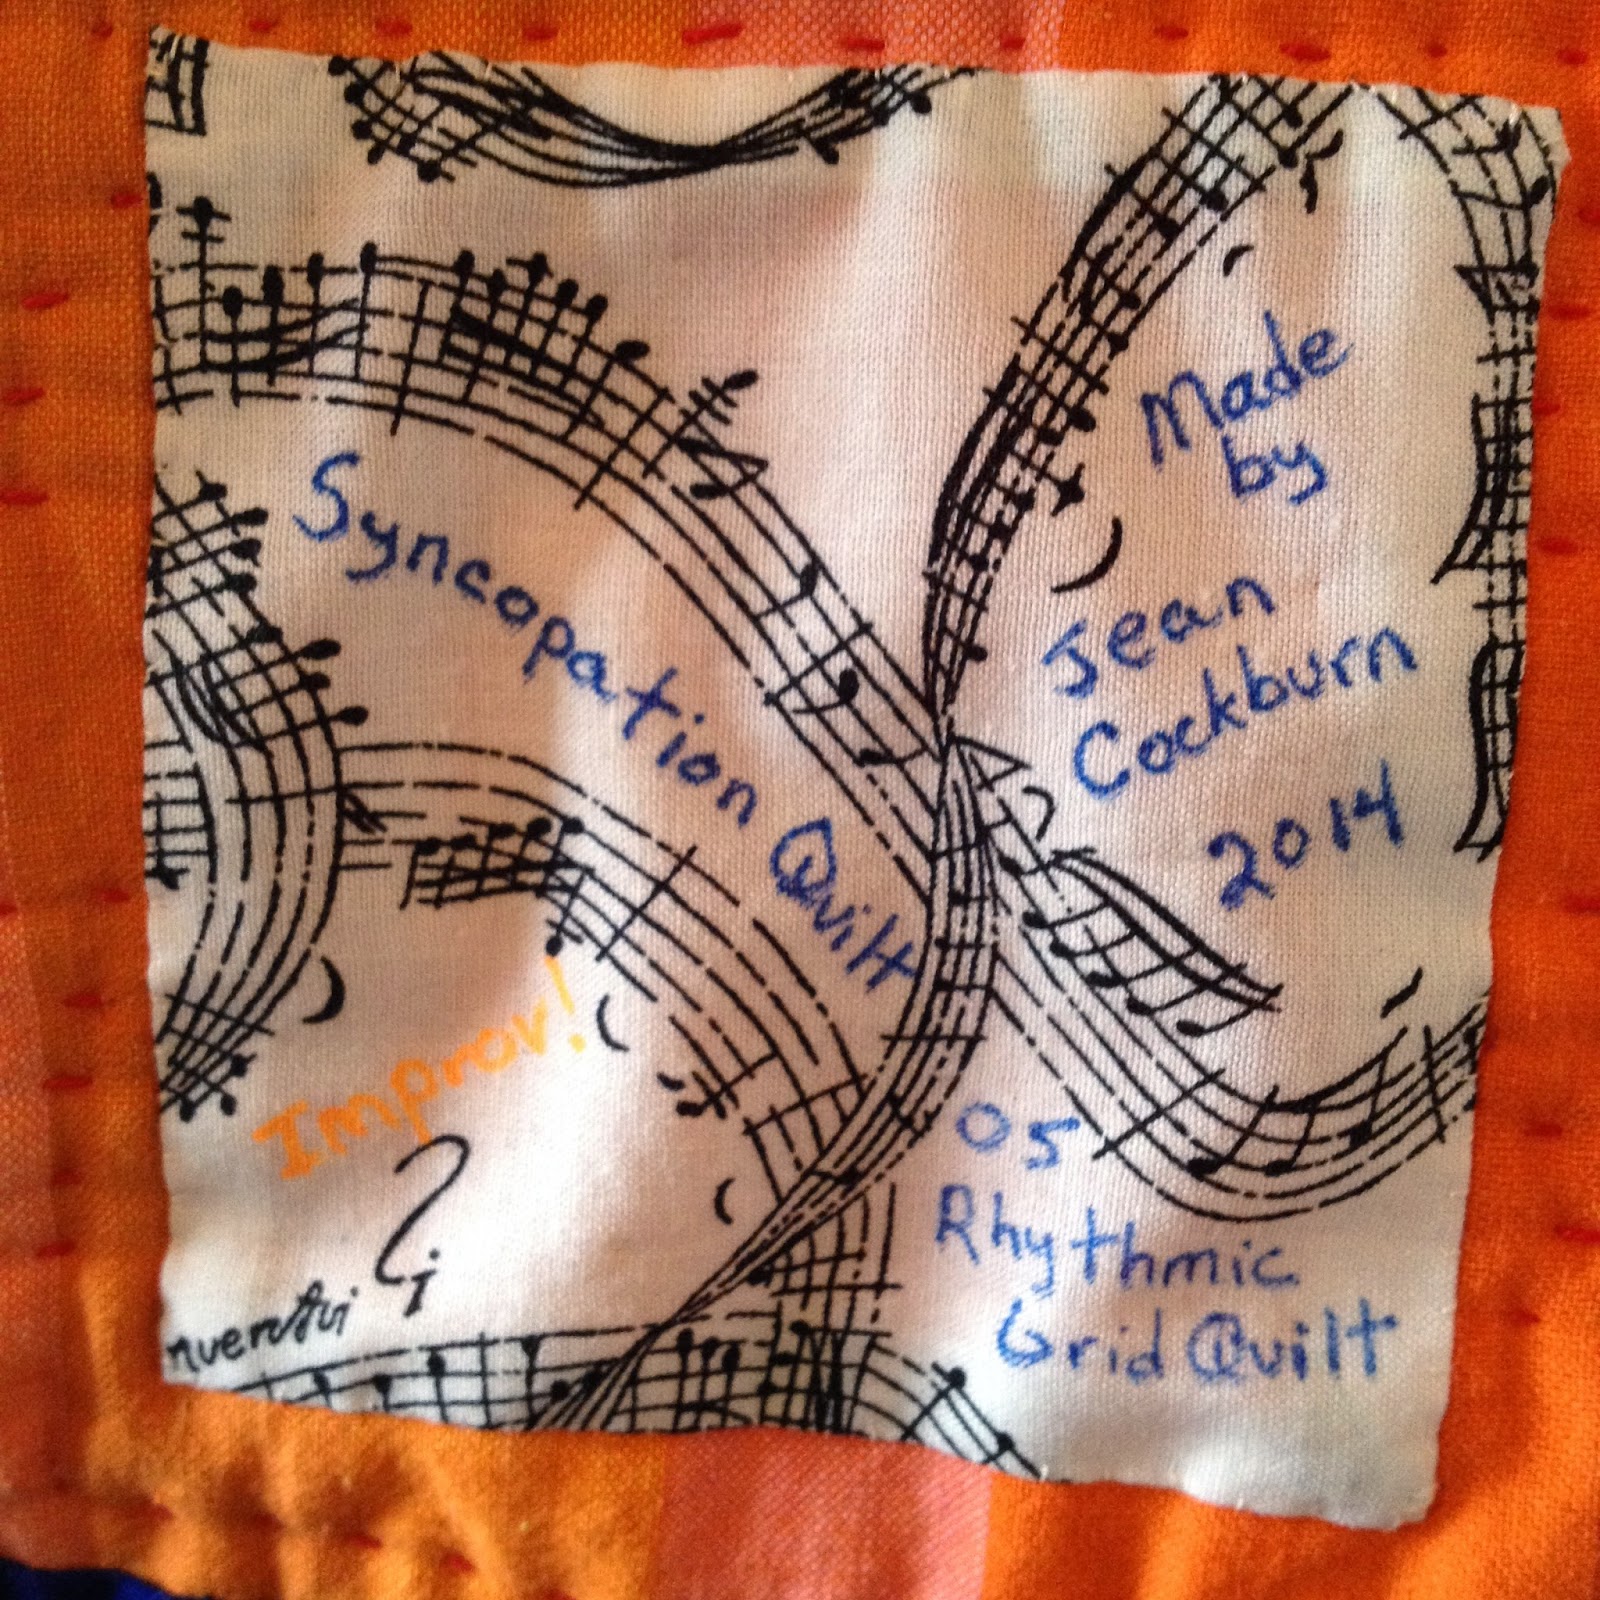 Syncopation Quilt
Made
by
Jean
Cockburn
2014
Improv!
05
Rhythmic
Grid Quilt